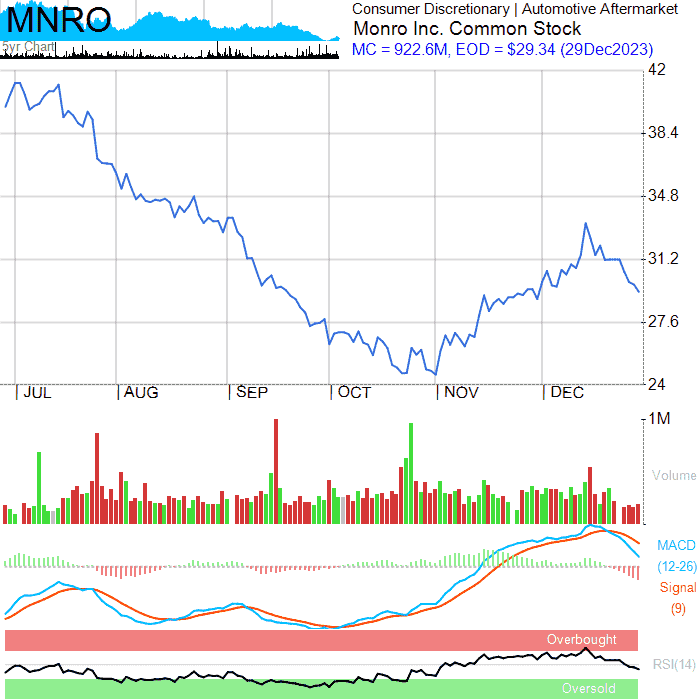 MNRO
5yr Chart
Consumer Discretionary | Automotive Aftermarket
Monro Inc. Common Stock
MC = 922.6M, EOD = $29.34 (29Dec2023)
42
38.4
34.8
31.2
27.6
24
JUL
AUG
SEP
OCT
NOV
DEC
1M
Volume
MACD
(12-26)
Signal
(9)
Overbought
RSI(14)
Oversold